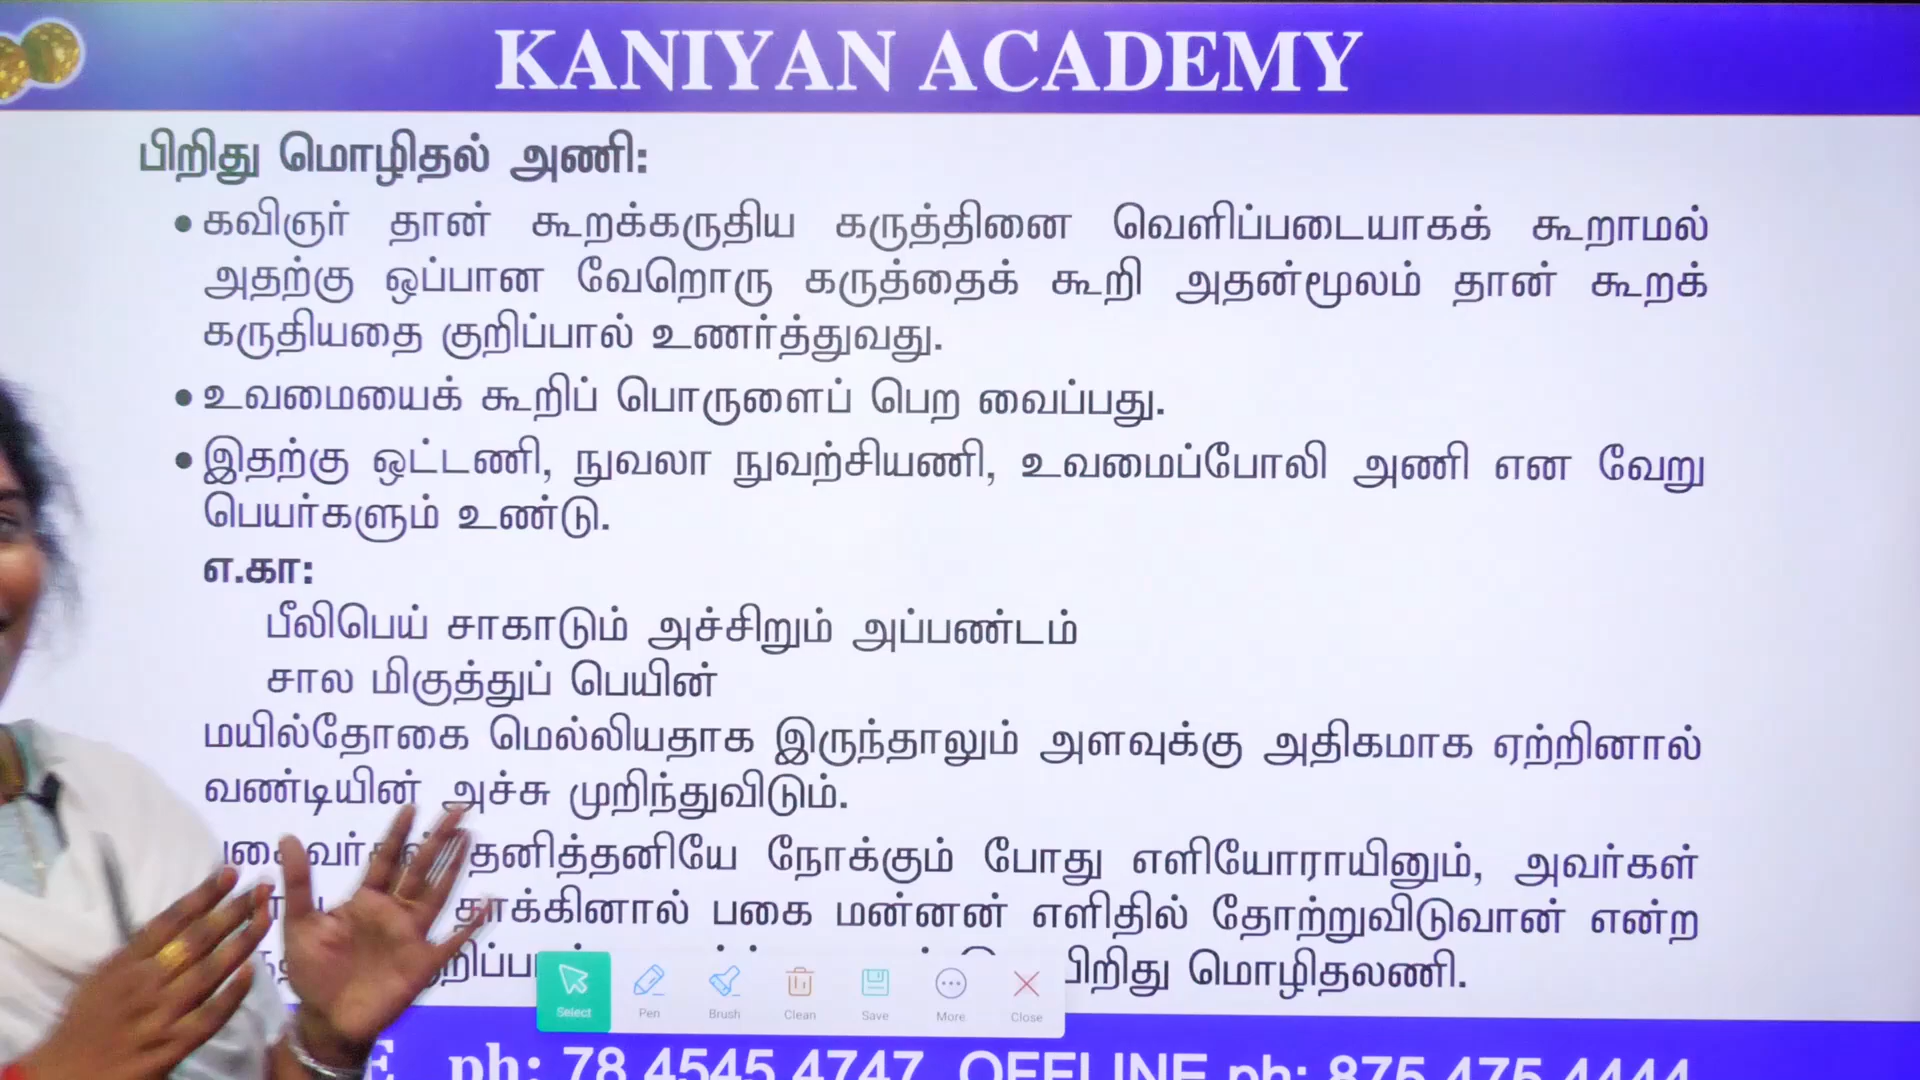 KANIYAN ACADEMY
பிறிது மொழிதல் அணி:
• கவிஞர் தான் கூறக்கருதிய கருத்தினை வெளிப்படையாகக் கூறாமல்
அதற்கு ஒப்பான வேறொரு கருத்தைக் கூறி அதன்மூலம் தான் கூறக்
கருதியதை குறிப்பால் உணர்த்துவது.
• உவமையைக் கூறிப் பொருளைப் பெற வைப்பது.
• இதற்கு ஒட்டணி, நுவலா நுவற்சியணி, உவமைப்போலி அணி என வேறு
பெயர்களும் உண்டு.
எ.கா:
பீலிபெய் சாகாடும் அச்சிறும் அப்பண்டம்
சால மிகுத்துப் பெயின்
மயில்தோகை மெல்லியதாக இருந்தாலும் அளவுக்கு அதிகமாக ஏற்றினால்
வண்டியின் அச்சு முறிந்துவிடும்.
தனித்தனியே நோக்கும் போது எளியோராயினும், அவர்கள்
தாக்கினால் பகை மன்னன் எளிதில் தோற்றுவிடுவான் என்ற
பிறிது மொழிதலணி.
Select Pen Brush Clean Save More Close
ph: 78 4545 4747 OFFLINE ph: 875 475 4444